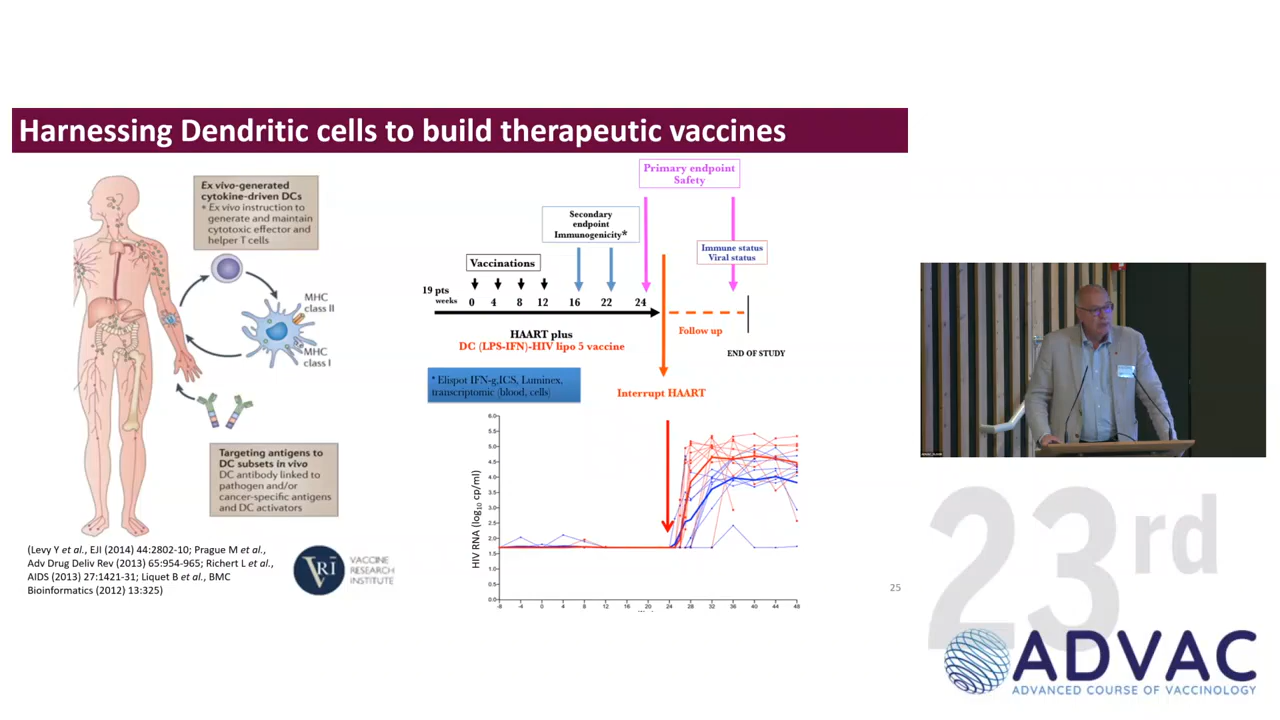 Harnessing Dendritic cells to build therapeutic vaccines
Ex vivo-generated
cytokine-driven DCs
• Ex vivo instruction to
generate and maintain
cytotoxic effector and
helper T cells
MHC
class II
MHC
class I
Targeting antigens to
DC subsets in vivo
DC antibody linked to
pathogen and/or
cancer-specific antigens
and DC activators
(Levy Y et al., EJI (2014) 44:2802-10; Prague M et al.,
Adv Drug Deliv Rev (2013) 65:954-965; Richert L et al.,
AIDS (2013) 27:1421-31; Liquet B et al., BMC
Bioinformatics (2012) 13:325)
VRI
VACCINE
RESEARCH
INSTITUTE
Primary endpoint
Safety
Secondary
endpoint
Immunogenicity*
Immune status
Viral status
Vaccinations
19 pts
weeks 0 4 8 12 16 22 24
HAART plus
DC (LPS-IFN)-HIV lipo 5 vaccine
Follow up
END OF STUDY
* Elispot IFN-g,ICS, Luminex,
transcriptomic (blood, cells)
Interrupt HAART
HIV RNA (log10 cp/ml)
6.0
5.5
5.0
4.5
4.0
3.5
3.0
2.5
2.0
1.5
1.0
0.5
0.0
-8 -4 0 4 8 12 16 20 24 28 32 36 40 44 48
25
23rd
ADVAC
ADVANCED COURSE OF VACCINOLOGY